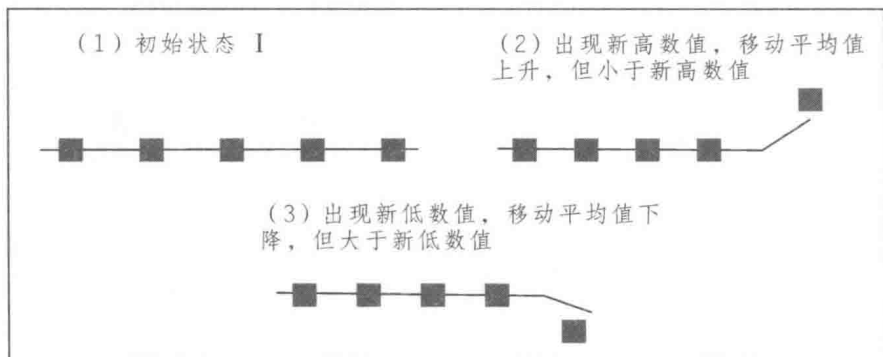 (1)初始状态 I
(2)出现新高数值，移动平均值
上升，但小于新高数值
(3)出现新低数值，移动平均值下
降，但大于新低数值